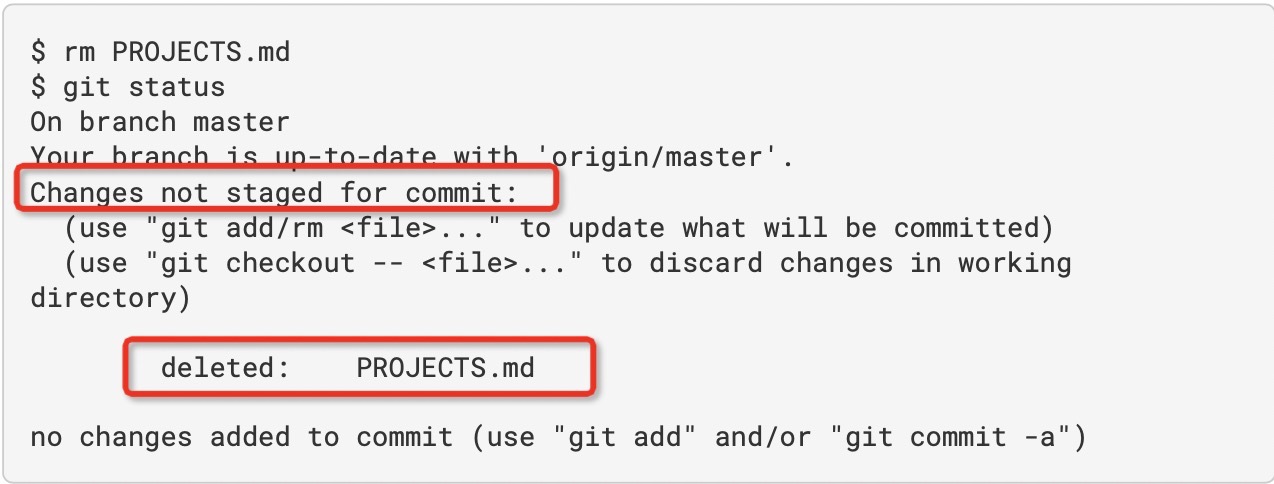 $ rm PROJECTS.md
$ git status
On branch master
Your branch is up-to-date with 'origin/master'.
Changes not staged for commit:
  (use "git add/rm <file>..." to update what will be committed)
  (use "git checkout -- <file>..." to discard changes in working
directory)
        deleted:    PROJECTS.md
no changes added to commit (use "git add" and/or "git commit -a")